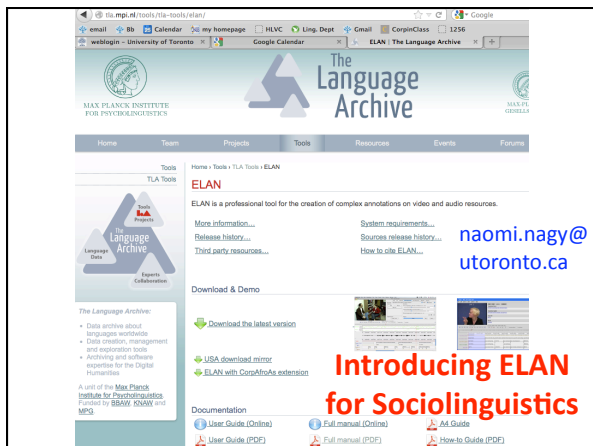 tla.mpi.nl/tools/tla-tools/elan/
Google
email
Bb
Calendar
my homepage
HLVC
Ling. Dept
Gmail
CorpinClass
1256
weblogin – University of Toronto
Google Calendar
ELAN | The Language Archive
MAX PLANCK INSTITUTE
FOR PSYCHOLINGUISTICS
The
Language
Archive
GESELLS
Home
Team
Projects
Tools
Resources
Events
Forums
Tools
TLA Tools
Tools
Projects
The
Language
Archive
Language
Data
Experts
Collaboration
The Language Archive:
Data archive about
languages worldwide
Data creation, management
and exploration tools
Archiving and software
expertise for the Digital
Humanities
A unit of the Max Planck
Institute for Psycholinguistics.
Funded by BBAW, KNAW and
MPG.
Home › Tools › TLA Tools › ELAN
ELAN
ELAN is a professional tool for the creation of complex annotations on video and audio resources.
More information...
System requirements...
Release history...
Sources release history...
Third party resources...
How to cite ELAN...
naomi.nagy@
utoronto.ca
Download & Demo
Download the latest version
USA download mirror
ELAN with CorpAfroAs extension
Introducing ELAN
for Sociolinguistics
Documentation
User Guide (Online)
Full manual (Online)
A4 Guide
User Guide (PDF)
Full manual (PDF)
How-to Guide (PDF)